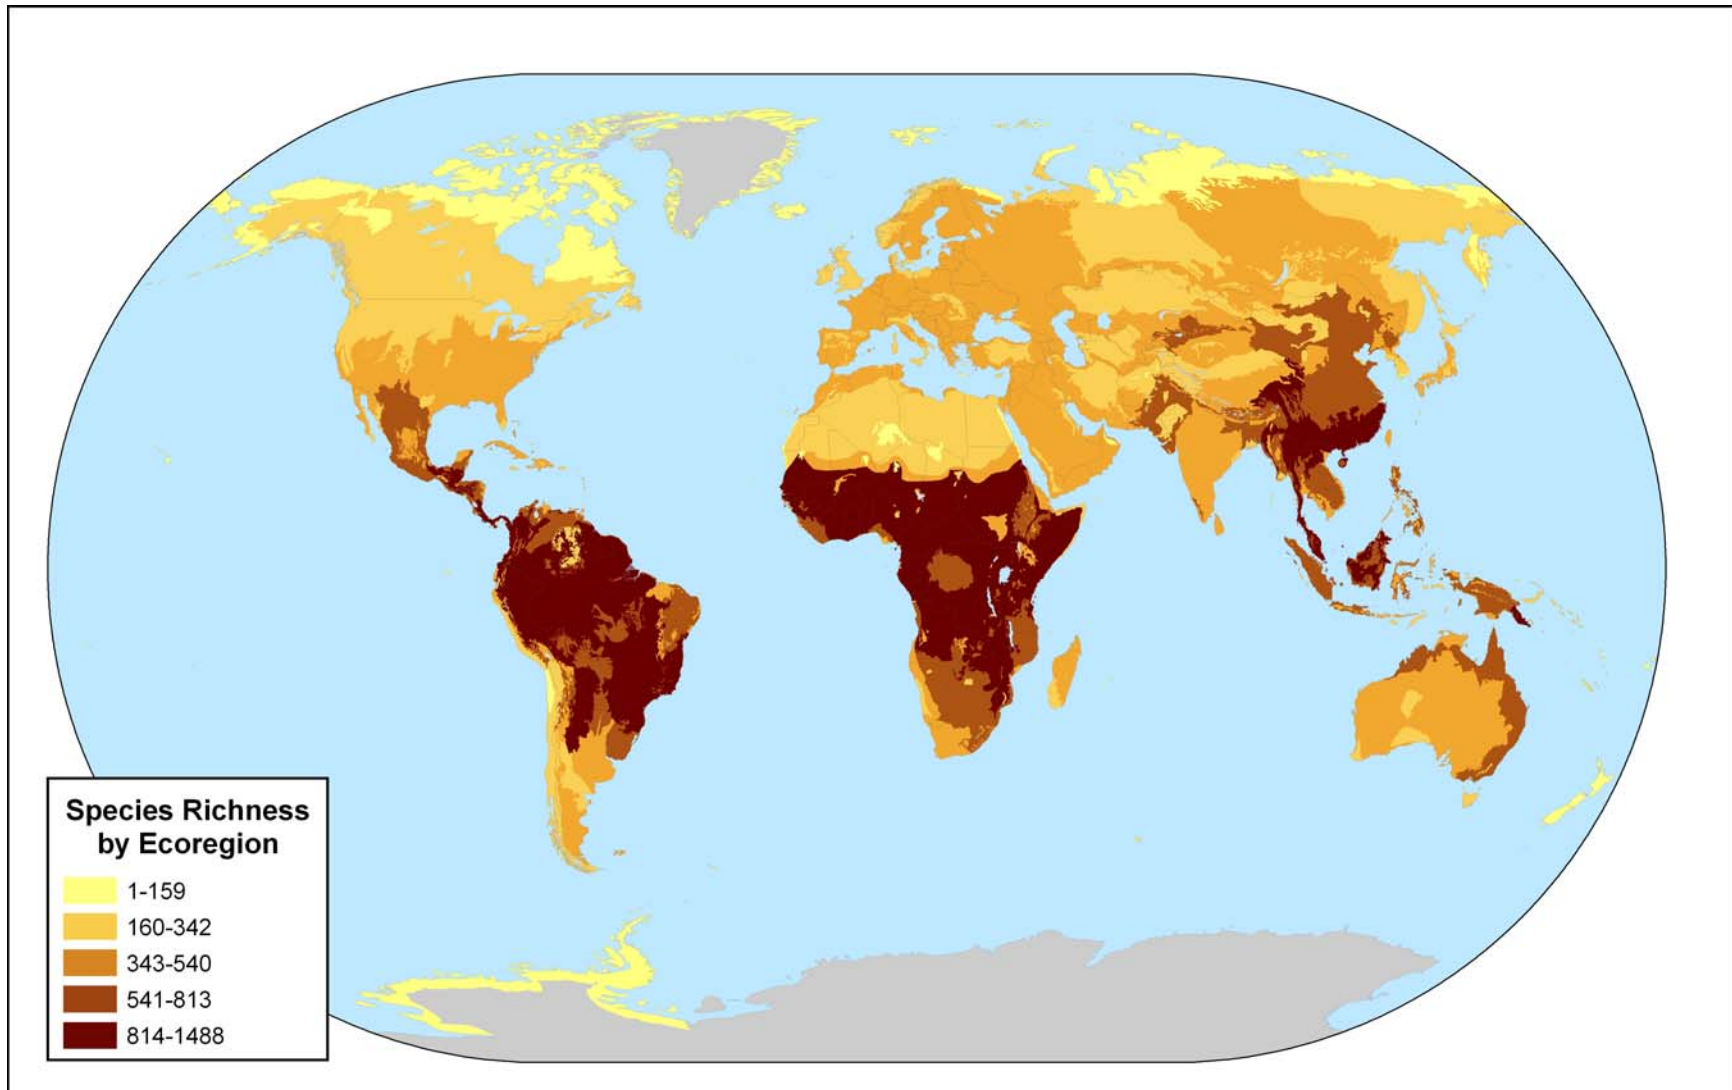 Species Richness
by Ecoregion
1-159
160-342
343-540
541-813
814-1488